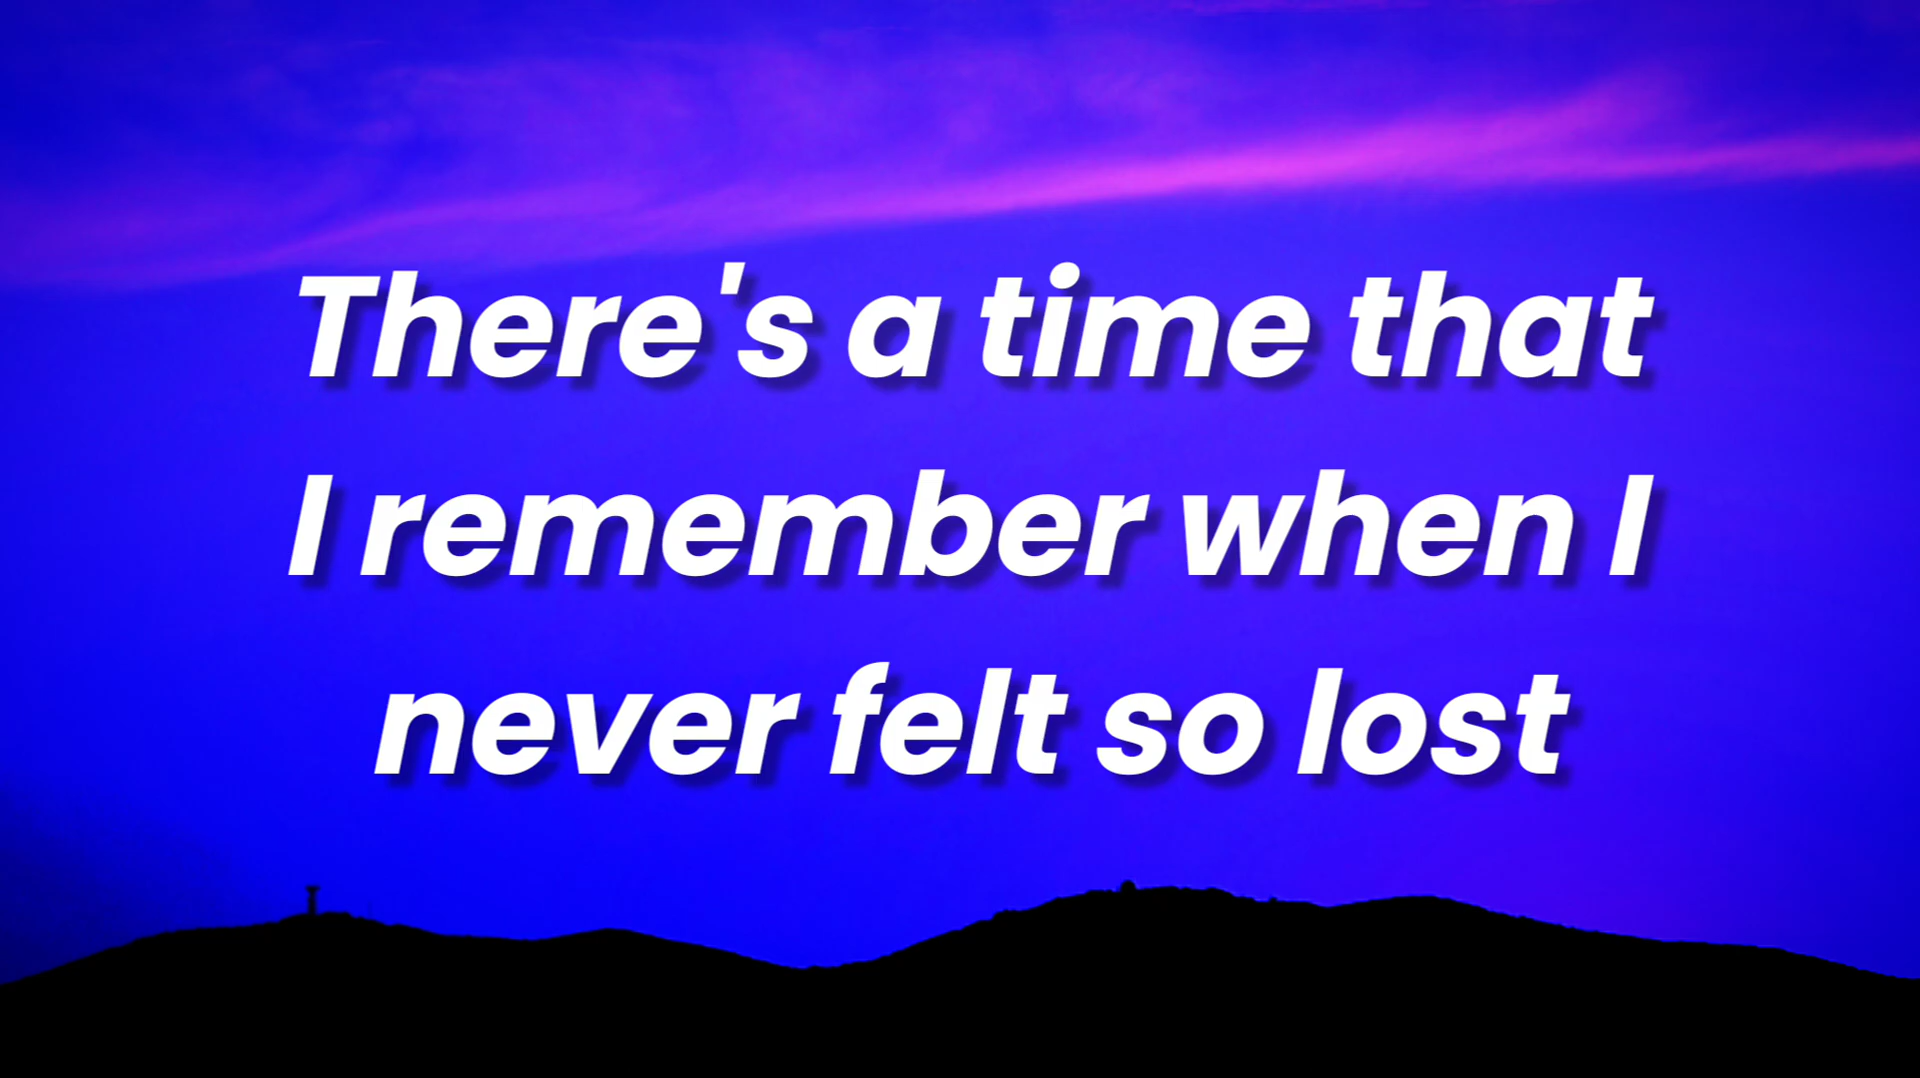 There's a time that
I remember when I
never felt so lost